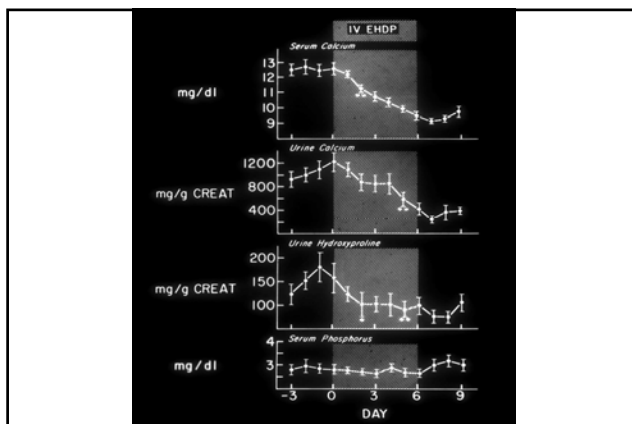 IV EHDP
Serum Calcium
13
12
mg/dl 11
10
9
Urine Calcium
1200
mg/g CREAT 800
400
Urine Hydroxyproline
200
mg/g CREAT 150
100
Serum Phosphorus
4
mg/dl 3
-3 0 3 6 9
DAY